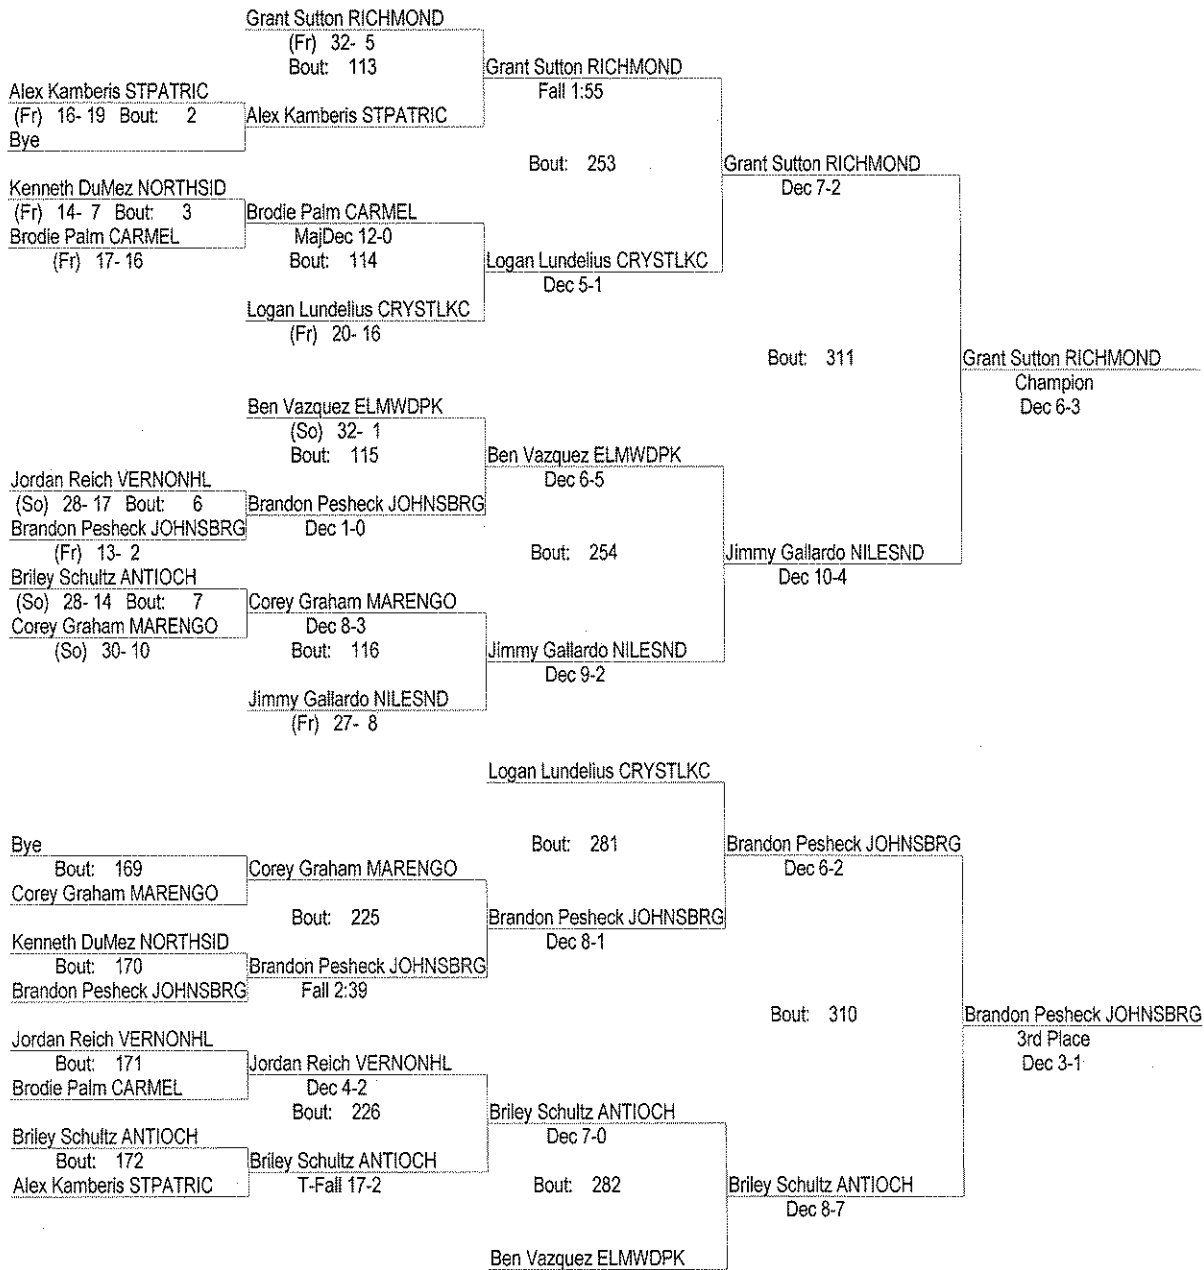 Grant Sutton RICHMOND
(Fr) 32- 5
Bout: 113
Grant Sutton RICHMOND
Fall 1:55
Alex Kamberis STPATRIC
(Fr) 16- 19 Bout: 2
Alex Kamberis STPATRIC
Bye
Bout: 253
Grant Sutton RICHMOND
Dec 7-2
Kenneth DuMez NORTHSID
(Fr) 14- 7 Bout: 3
Brodie Palm CARMEL
Brodie Palm CARMEL
MajDec 12-0
(Fr) 17- 16
Bout: 114
Logan Lundelius CRYSTLKC
Dec 5-1
Logan Lundelius CRYSTLKC
(Fr) 20- 16
Bout: 311
Grant Sutton RICHMOND
Champion
Dec 6-3
Ben Vazquez ELMWDPK
(So) 32- 1
Bout: 115
Ben Vazquez ELMWDPK
Dec 6-5
Jordan Reich VERNONHL
(So) 28- 17 Bout: 6
Brandon Pesheck JOHNSBRG
Brandon Pesheck JOHNSBRG
Dec 1-0
(Fr) 13- 2
Bout: 254
Jimmy Gallardo NILESND
Dec 10-4
Briley Schultz ANTIOCH
(So) 28- 14 Bout: 7
Corey Graham MARENGO
Corey Graham MARENGO
Dec 8-3
(So) 30- 10
Bout: 116
Jimmy Gallardo NILESND
Dec 9-2
Jimmy Gallardo NILESND
(Fr) 27- 8
Logan Lundelius CRYSTLKC
Bye
Bout: 169
Corey Graham MARENGO
Corey Graham MARENGO
Bout: 281
Brandon Pesheck JOHNSBRG
Dec 6-2
Bout: 225
Brandon Pesheck JOHNSBRG
Dec 8-1
Kenneth DuMez NORTHSID
Bout: 170
Brandon Pesheck JOHNSBRG
Brandon Pesheck JOHNSBRG
Fall 2:39
Bout: 310
Brandon Pesheck JOHNSBRG
3rd Place
Dec 3-1
Jordan Reich VERNONHL
Bout: 171
Brodie Palm CARMEL
Jordan Reich VERNONHL
Dec 4-2
Bout: 226
Briley Schultz ANTIOCH
Dec 7-0
Briley Schultz ANTIOCH
Bout: 172
Alex Kamberis STPATRIC
Briley Schultz ANTIOCH
T-Fall 17-2
Bout: 282
Briley Schultz ANTIOCH
Dec 8-7
Ben Vazquez ELMWDPK